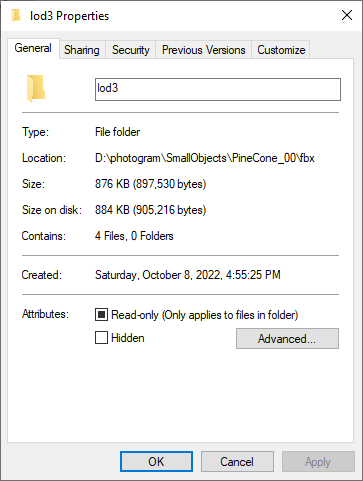 lod3 Properties
General Sharing Security Previous Versions Customize
lod3
Type: File folder
Location: D:\photogram\SmallObjects\PineCone_00\fbx
Size: 876 KB (897,530 bytes)
Size on disk: 884 KB (905,216 bytes)
Contains: 4 Files, 0 Folders
Created: Saturday, October 8, 2022, 4:55:25 PM
Attributes: Read-only (Only applies to files in folder)
Hidden Advanced...
OK Cancel Apply